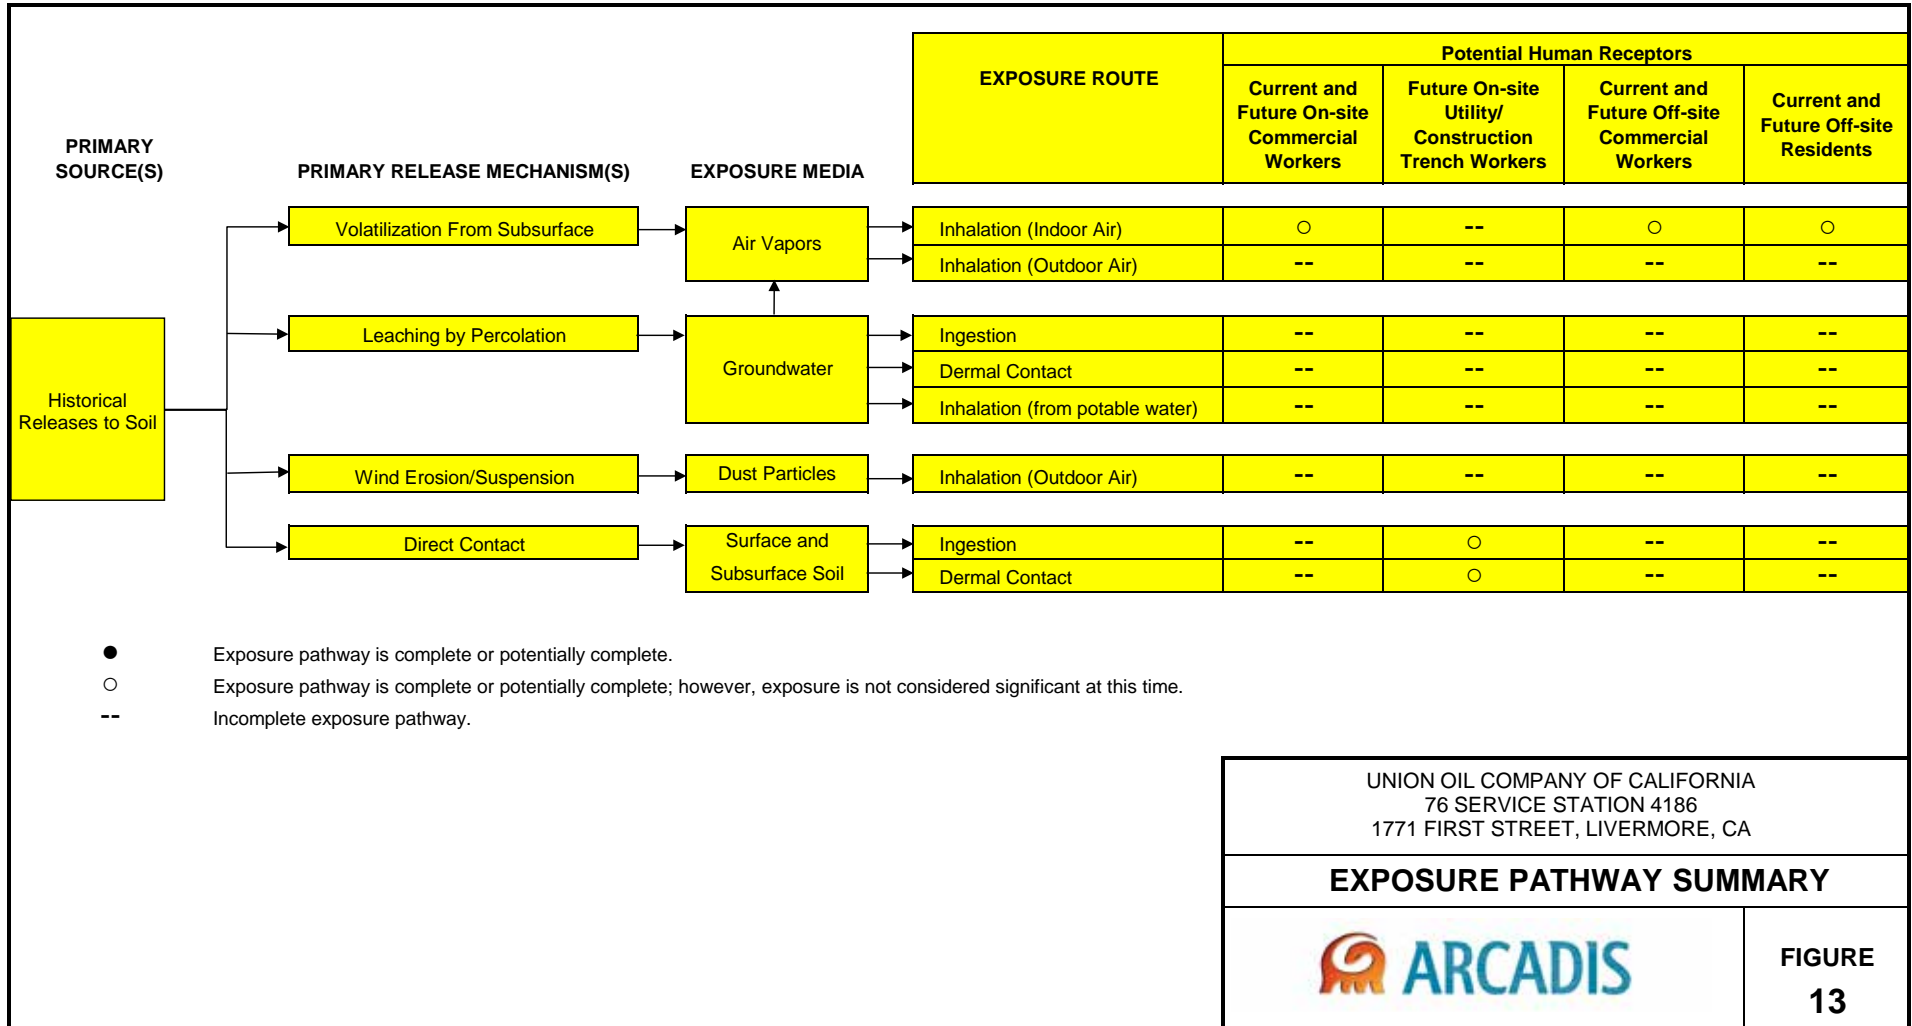 PRIMARY
SOURCE(S)
PRIMARY RELEASE MECHANISM(S)
EXPOSURE MEDIA
EXPOSURE ROUTE
Potential Human Receptors
Current and
Future On-site
Commercial
Workers
Future On-site
Utility/
Construction
Trench Workers
Current and
Future Off-site
Commercial
Workers
Current and
Future Off-site
Residents
Historical
Releases to Soil
Volatilization From Subsurface
Air Vapors
Inhalation (Indoor Air) ○ -- ○ ○
Inhalation (Outdoor Air) -- -- -- --
Leaching by Percolation
Groundwater
Ingestion -- -- -- --
Dermal Contact -- -- -- --
Inhalation (from potable water) -- -- -- --
Wind Erosion/Suspension
Dust Particles
Inhalation (Outdoor Air) -- -- -- --
Direct Contact
Surface and
Subsurface Soil
Ingestion -- ○ -- --
Dermal Contact -- ○ -- --
● Exposure pathway is complete or potentially complete.
○ Exposure pathway is complete or potentially complete; however, exposure is not considered significant at this time.
-- Incomplete exposure pathway.
UNION OIL COMPANY OF CALIFORNIA
76 SERVICE STATION 4186
1771 FIRST STREET, LIVERMORE, CA
EXPOSURE PATHWAY SUMMARY
ARCADIS
FIGURE
13